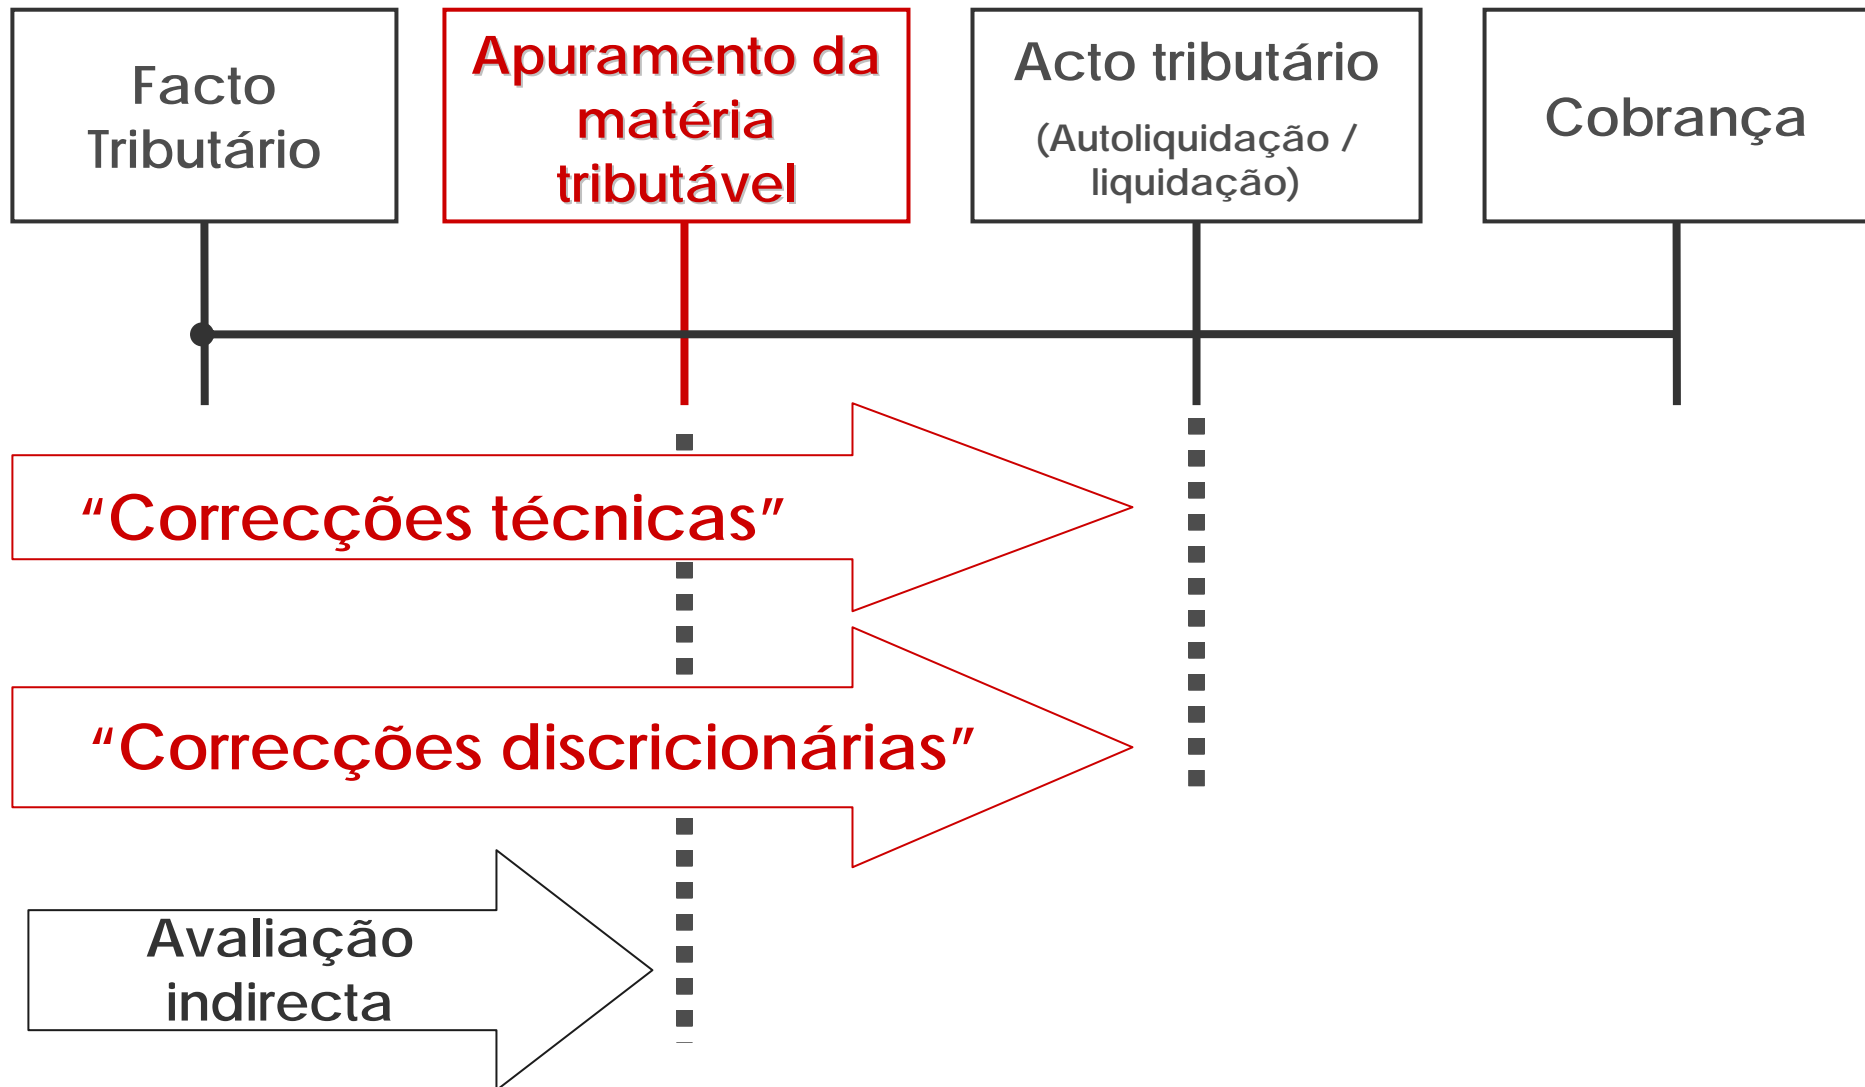 Facto
Tributário
Apuramento da
matéria
tributável
Acto tributário
(Autoliquidação /
liquidação)
Cobrança
“Correcções técnicas”
“Correcções discricionárias”
Avaliação
indirecta